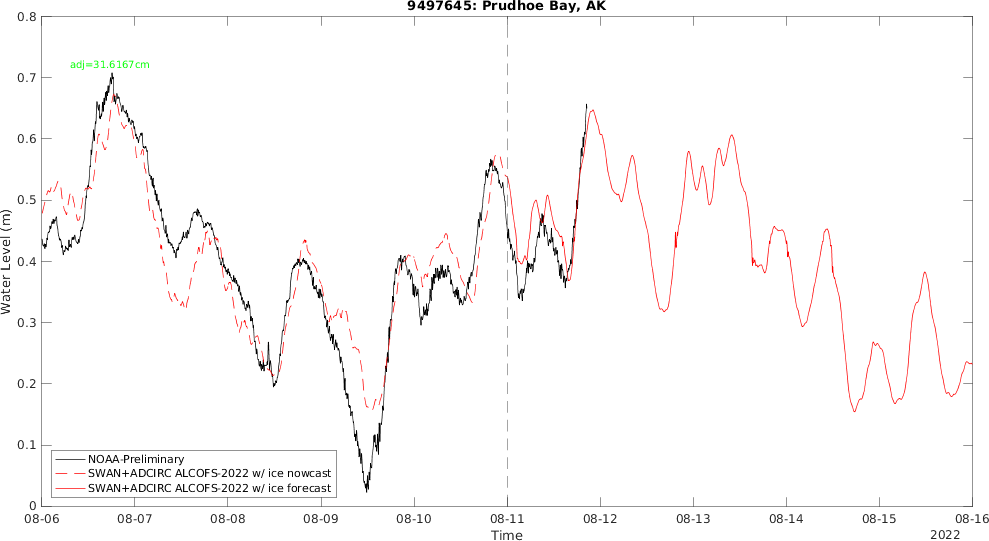 9497645: Prudhoe Bay, AK
adj=31.6167cm
Water Level (m)
0.8
0.7
0.6
0.5
0.4
0.3
0.2
0.1
0
NOAA-Preliminary
SWAN+ADCIRC ALCOFS-2022 w/ ice nowcast
SWAN+ADCIRC ALCOFS-2022 w/ ice forecast
08-06 08-07 08-08 08-09 08-10 08-11 08-12 08-13 08-14 08-15 08-16
Time
2022